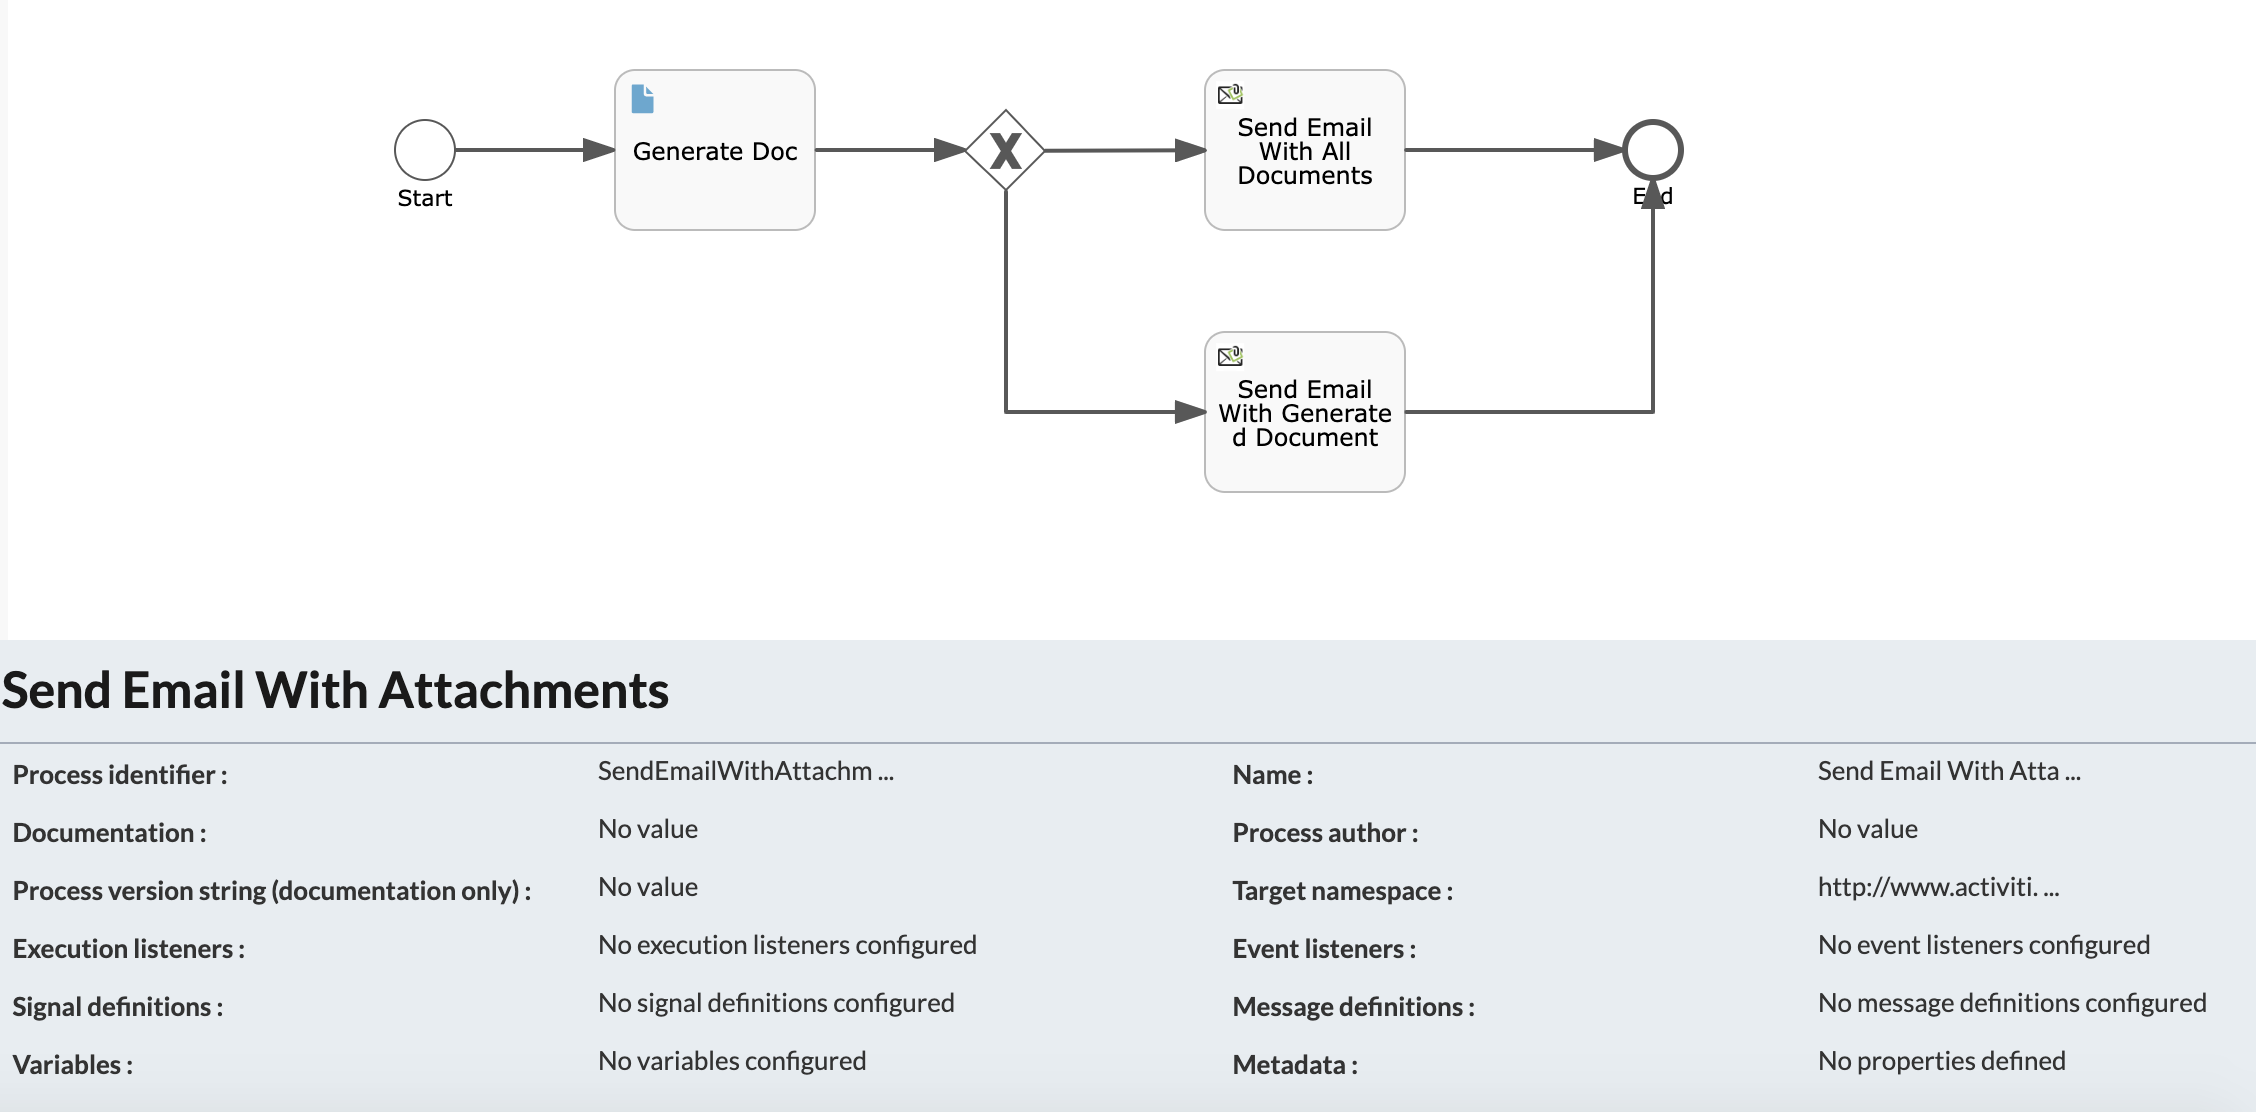 Generate Doc
Start
X
Send Email
With All
Documents
End
Send Email
With Generate
d Document
Send Email With Attachments
Process identifier :
SendEmailWithAttachm ...
Name :
Send Email With Atta ...
Documentation :
No value
Process author :
No value
Process version string (documentation only) :
No value
Target namespace :
http://www.activiti. ...
Execution listeners :
No execution listeners configured
Event listeners :
No event listeners configured
Signal definitions :
No signal definitions configured
Message definitions :
No message definitions configured
Variables :
No variables configured
Metadata :
No properties defined